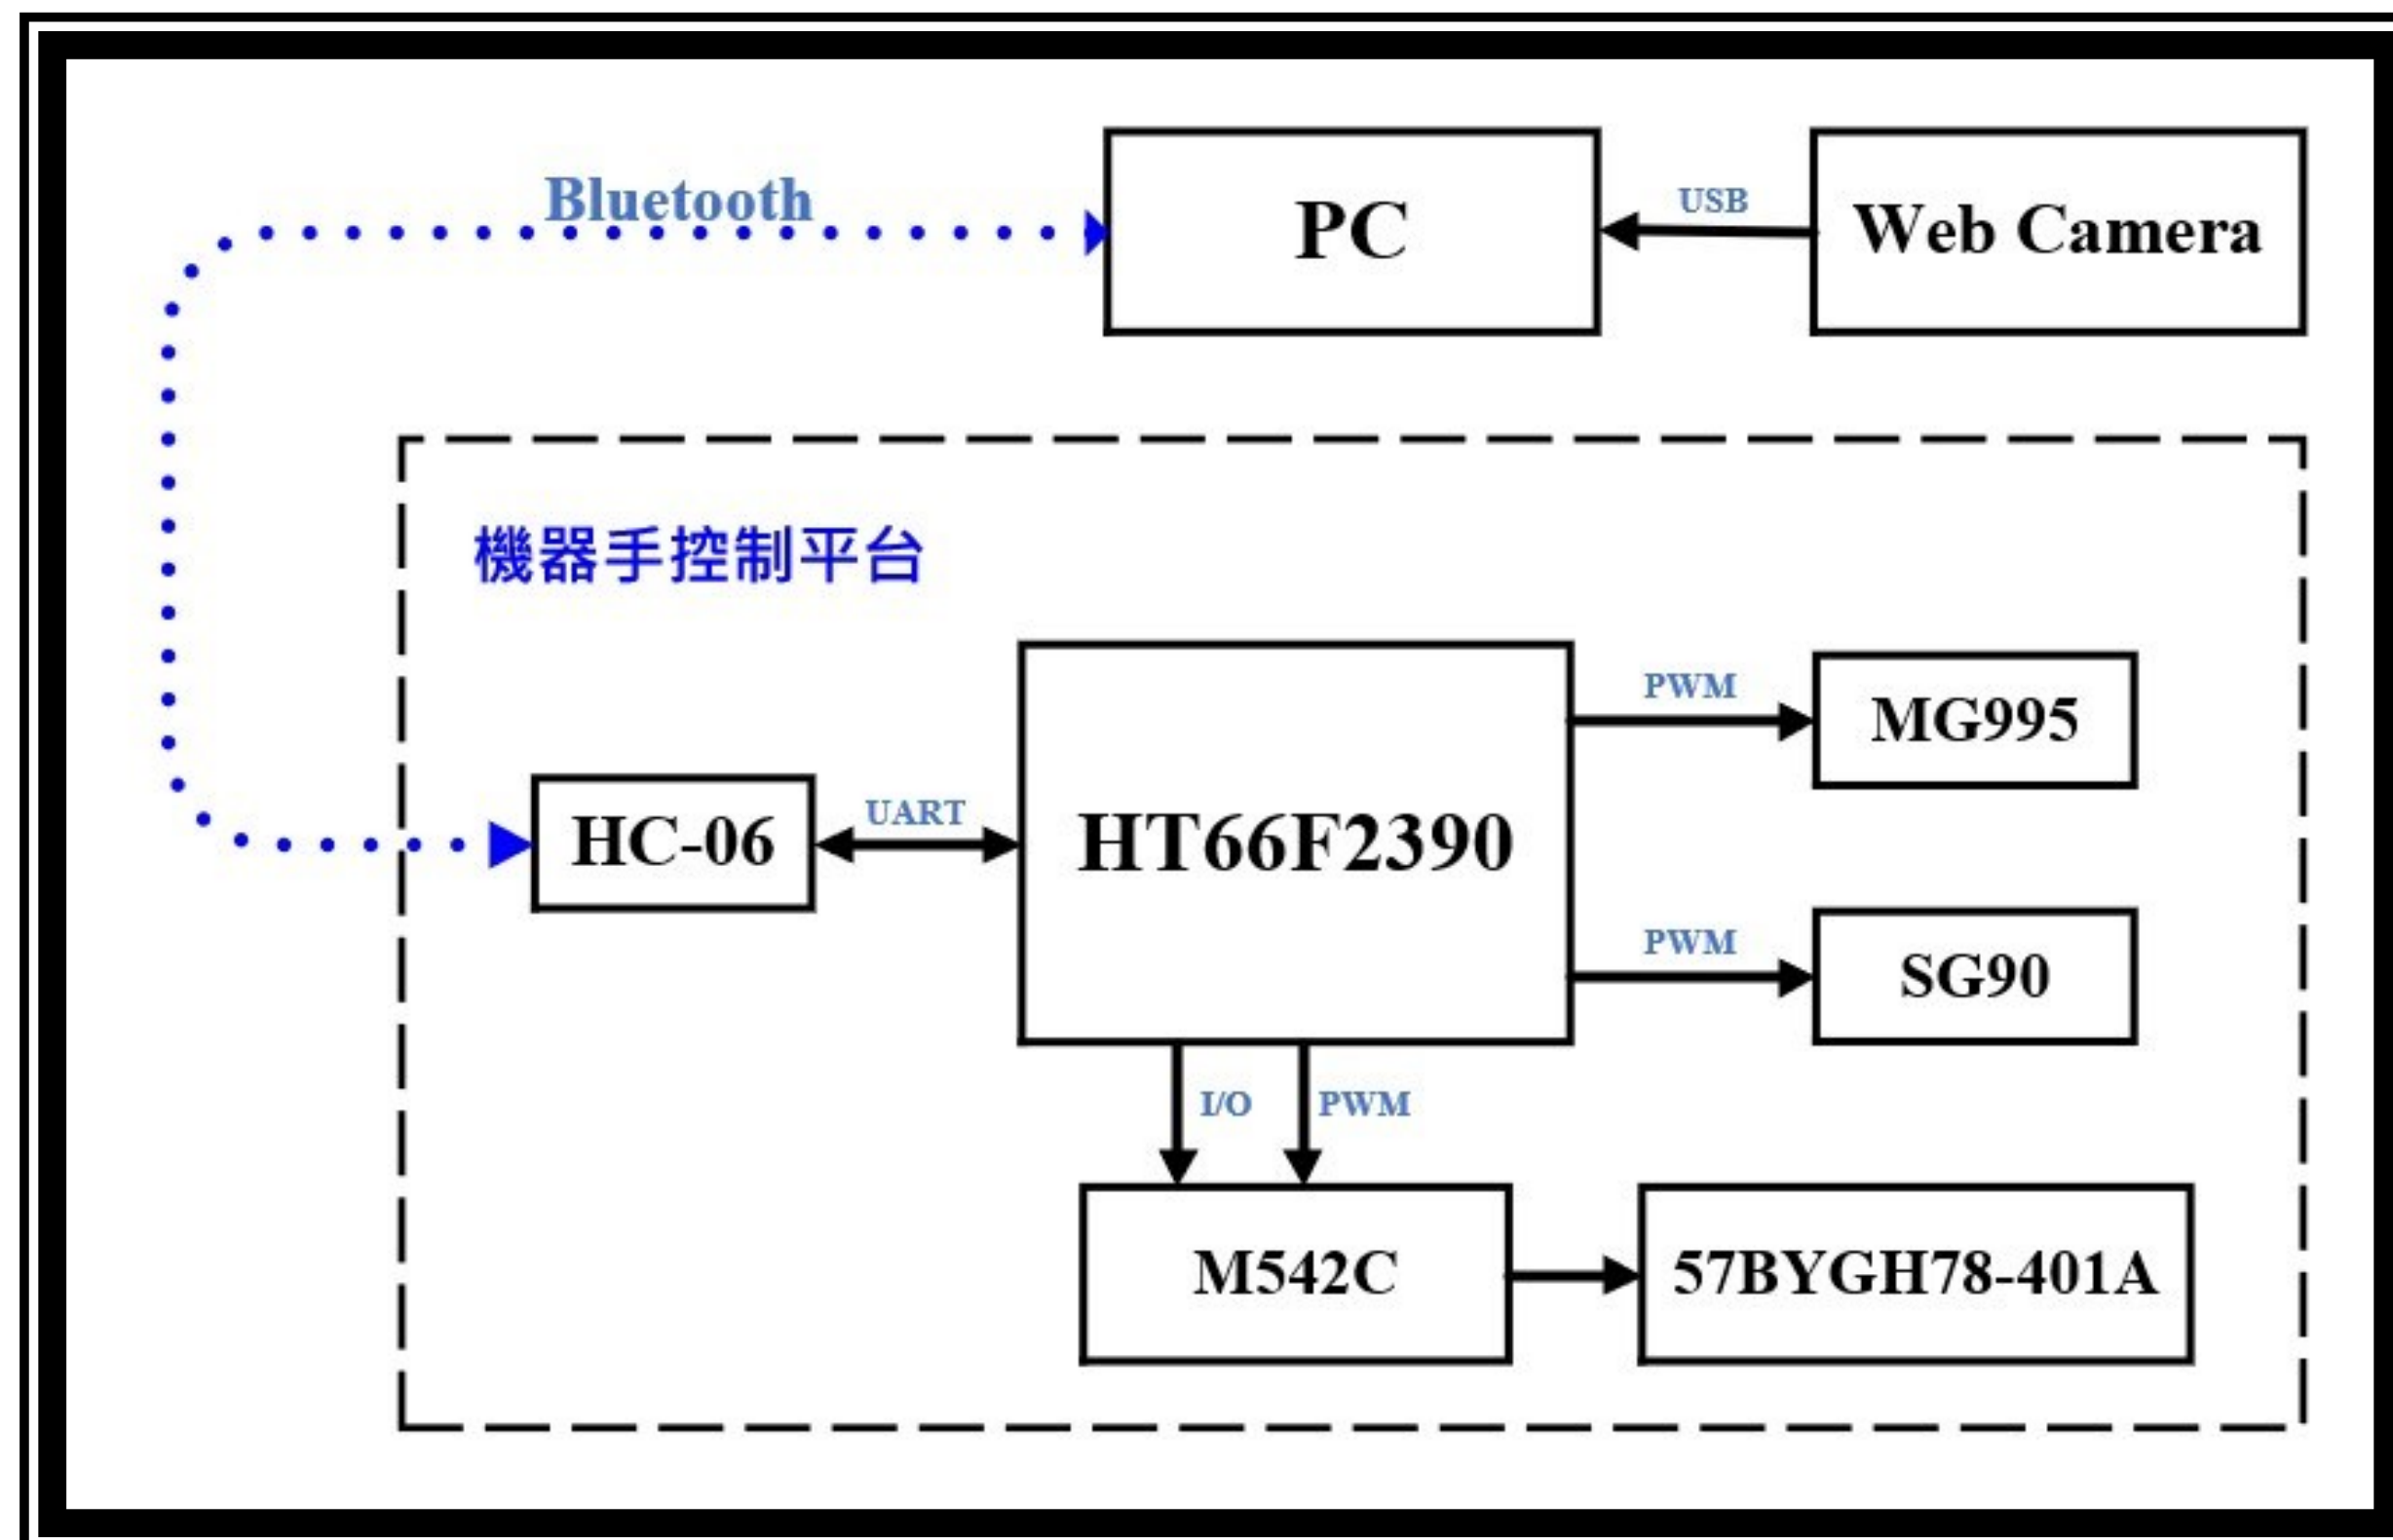 Bluetooth
PC
USB
Web Camera
機器手控制平台
HC-06
UART
HT66F2390
PWM
MG995
PWM
SG90
I/O
PWM
M542C
57BYGH78-401A